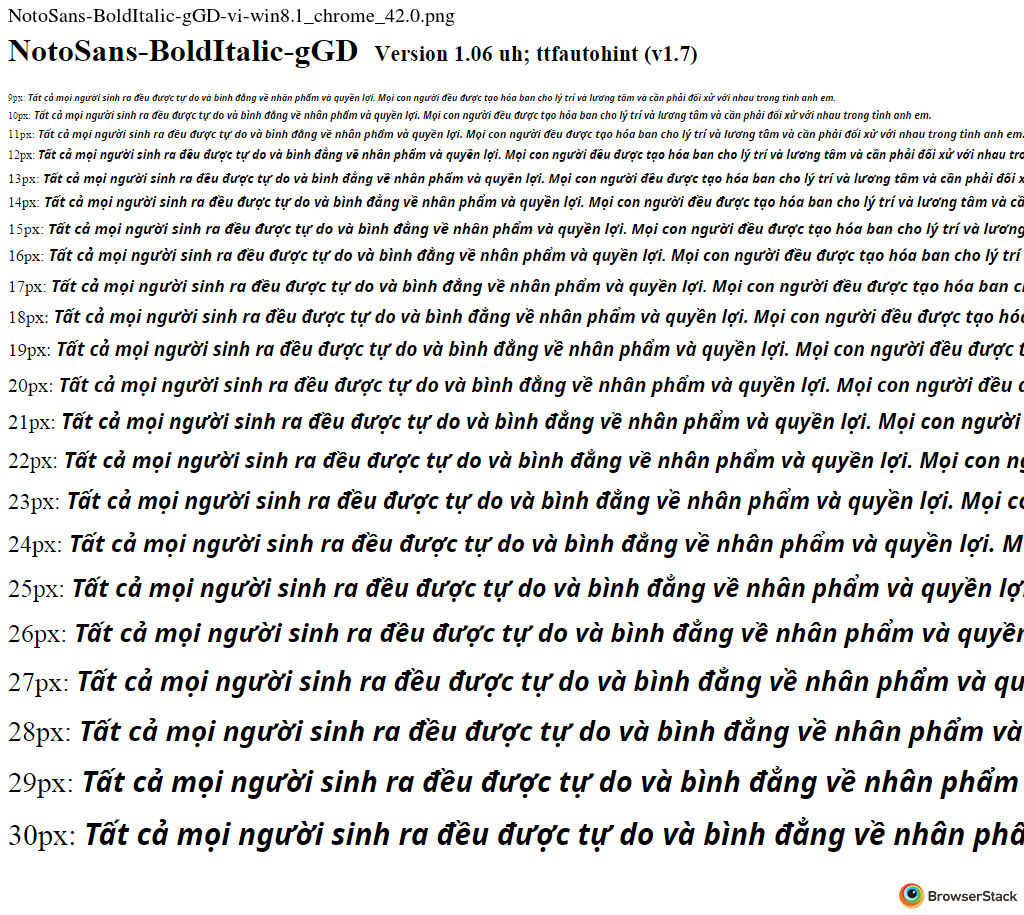 NotoSans-BoldItalic-gGD-vi-win8.1_chrome_42.0.png
NotoSans-BoldItalic-gGD Version 1.06 uh; ttfautohint (v1.7)
9px: Tất cả mọi người sinh ra đều được tự do và bình đẳng về nhân phẩm và quyền lợi. Mọi con người đều được tạo hóa ban cho lý trí và lương tâm và cần phải đối xử với nhau trong tình anh em.
10px: Tất cả mọi người sinh ra đều được tự do và bình đẳng về nhân phẩm và quyền lợi. Mọi con người đều được tạo hóa ban cho lý trí và lương tâm và cần phải đối xử với nhau trong tình anh em.
11px: Tất cả mọi người sinh ra đều được tự do và bình đẳng về nhân phẩm và quyền lợi. Mọi con người đều được tạo hóa ban cho lý trí và lương tâm và cần phải đối xử với nhau trong tình anh em.
12px: Tất cả mọi người sinh ra đều được tự do và bình đẳng về nhân phẩm và quyền lợi. Mọi con người đều được tạo hóa ban cho lý trí và lương tâm và cần phải đối xử với nhau tro
13px: Tất cả mọi người sinh ra đều được tự do và bình đẳng về nhân phẩm và quyền lợi. Mọi con người đều được tạo hóa ban cho lý trí và lương tâm và cần phải đối x
14px: Tất cả mọi người sinh ra đều được tự do và bình đẳng về nhân phẩm và quyền lợi. Mọi con người đều được tạo hóa ban cho lý trí và lương tâm và cầ
15px: Tất cả mọi người sinh ra đều được tự do và bình đẳng về nhân phẩm và quyền lợi. Mọi con người đều được tạo hóa ban cho lý trí và lương
16px: Tất cả mọi người sinh ra đều được tự do và bình đẳng về nhân phẩm và quyền lợi. Mọi con người đều được tạo hóa ban cho lý trí
17px: Tất cả mọi người sinh ra đều được tự do và bình đẳng về nhân phẩm và quyền lợi. Mọi con người đều được tạo hóa ban c
18px: Tất cả mọi người sinh ra đều được tự do và bình đẳng về nhân phẩm và quyền lợi. Mọi con người đều được tạo hóa
19px: Tất cả mọi người sinh ra đều được tự do và bình đẳng về nhân phẩm và quyền lợi. Mọi con người đều được t
20px: Tất cả mọi người sinh ra đều được tự do và bình đẳng về nhân phẩm và quyền lợi. Mọi con người đều đ
21px: Tất cả mọi người sinh ra đều được tự do và bình đẳng về nhân phẩm và quyền lợi. Mọi con người
22px: Tất cả mọi người sinh ra đều được tự do và bình đẳng về nhân phẩm và quyền lợi. Mọi con ng
23px: Tất cả mọi người sinh ra đều được tự do và bình đẳng về nhân phẩm và quyền lợi. Mọi co
24px: Tất cả mọi người sinh ra đều được tự do và bình đẳng về nhân phẩm và quyền lợi. M
25px: Tất cả mọi người sinh ra đều được tự do và bình đẳng về nhân phẩm và quyền lợi
26px: Tất cả mọi người sinh ra đều được tự do và bình đẳng về nhân phẩm và quyền
27px: Tất cả mọi người sinh ra đều được tự do và bình đẳng về nhân phẩm và qu
28px: Tất cả mọi người sinh ra đều được tự do và bình đẳng về nhân phẩm và
29px: Tất cả mọi người sinh ra đều được tự do và bình đẳng về nhân phẩm
30px: Tất cả mọi người sinh ra đều được tự do và bình đẳng về nhân phẩ
BrowserStack